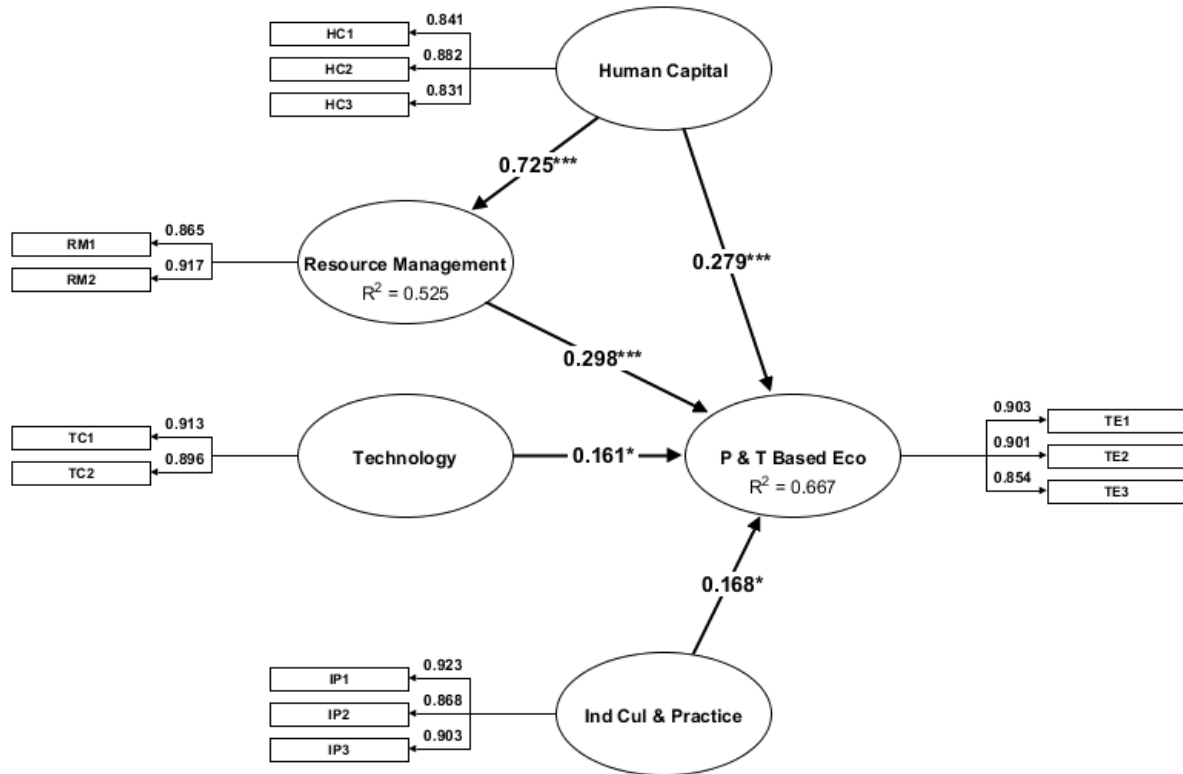 0.841
HC1
0.882
HC2
0.831
HC3
Human Capital
0.725***
0.279***
0.865
RM1
0.917
RM2
Resource Management
R² = 0.525
0.298***
0.913
TC1
0.896
TC2
Technology
0.161*
P & T Based Eco
R² = 0.667
0.903
TE1
0.901
TE2
0.854
TE3
0.168*
0.923
IP1
0.868
IP2
0.903
IP3
Ind Cul & Practice